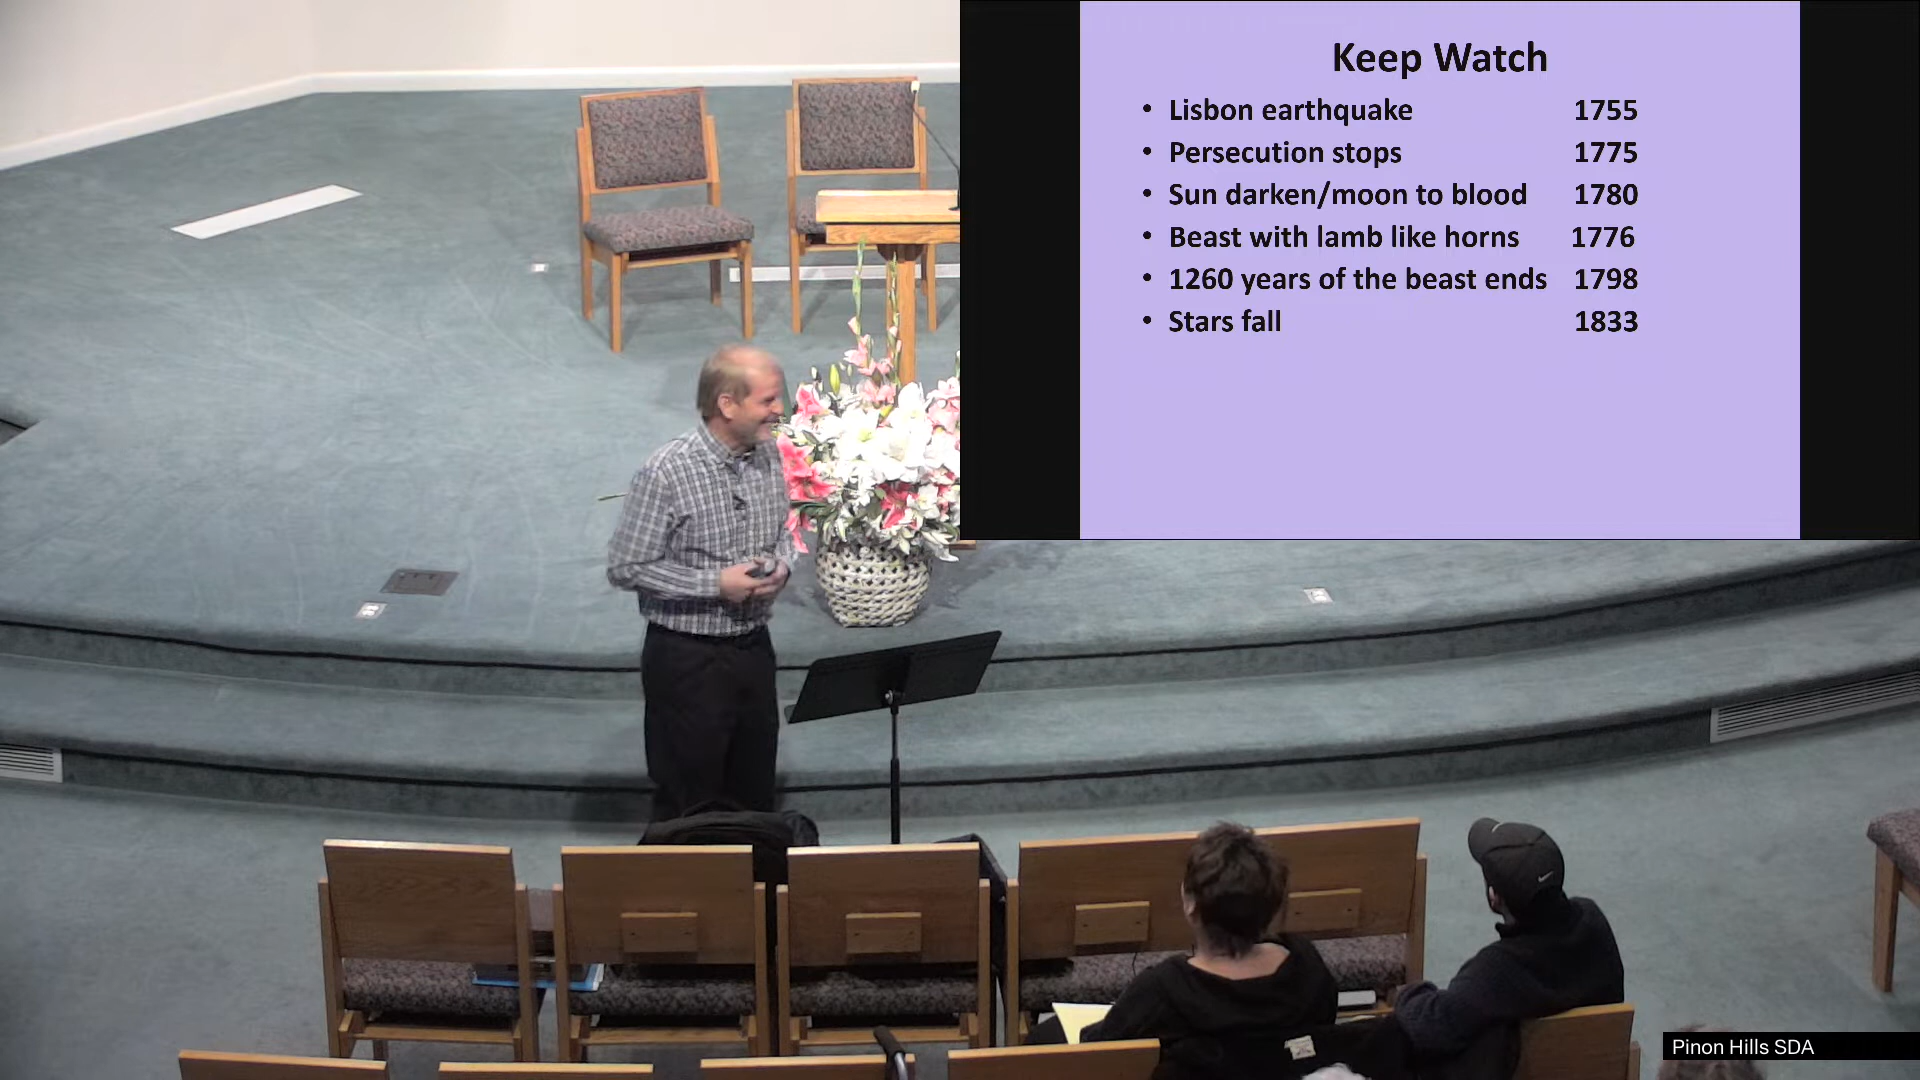 Keep Watch
• Lisbon earthquake 1755
• Persecution stops 1775
• Sun darken/moon to blood 1780
• Beast with lamb like horns 1776
• 1260 years of the beast ends 1798
• Stars fall 1833
Pinon Hills SDA